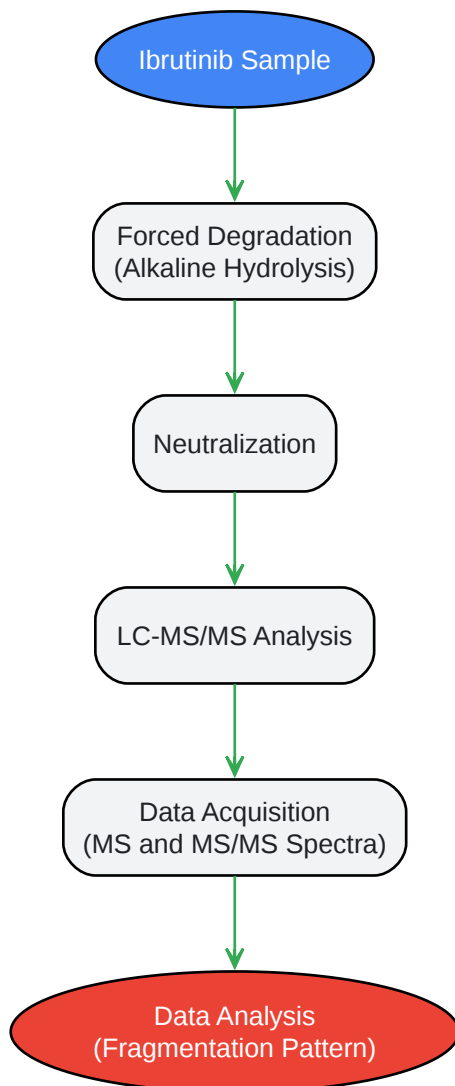 Ibrutinib Sample
Forced Degradation
(Alkaline Hydrolysis)
Neutralization
LC-MS/MS Analysis
Data Acquisition
(MS and MS/MS Spectra)
Data Analysis
(Fragmentation Pattern)